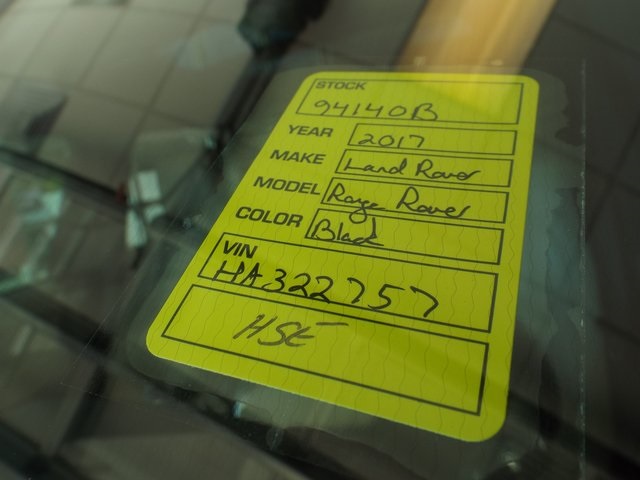 STOCK
94140B
YEAR 2017
MAKE Land Rover
MODEL Range Rover
COLOR Black
VIN
HA322757
HSE